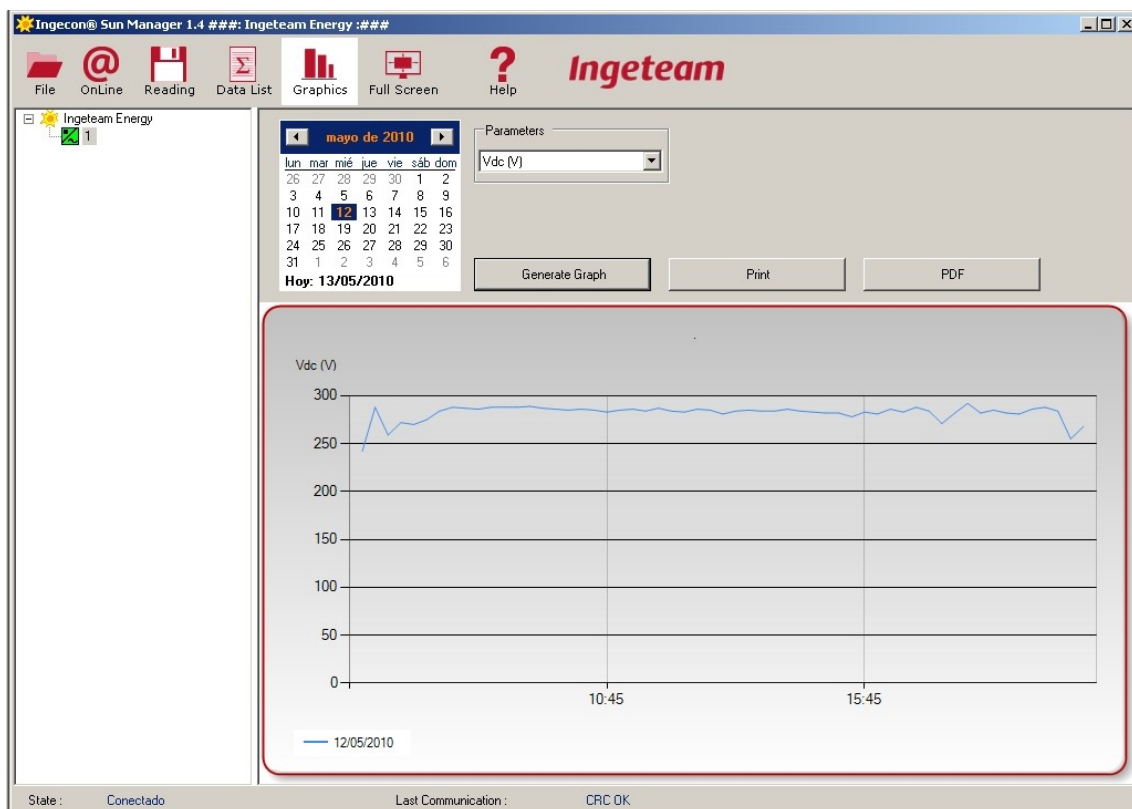 Ingecon® Sun Manager 1.4 ###: Ingeteam Energy :###
File OnLine Reading Data List Graphics Full Screen Help Ingeteam
Ingeteam Energy
1
mayo de 2010
lun mar mié jue vie sáb dom
26 27 28 29 30 1 2
3 4 5 6 7 8 9
10 11 12 13 14 15 16
17 18 19 20 21 22 23
24 25 26 27 28 29 30
31 1 2 3 4 5 6
Hoy: 13/05/2010
Parameters
Vdc (V)
Generate Graph Print PDF
Vdc (V)
300
250
200
150
100
50
0
10:45 15:45
12/05/2010
State : Conectado Last Communication : CRC OK